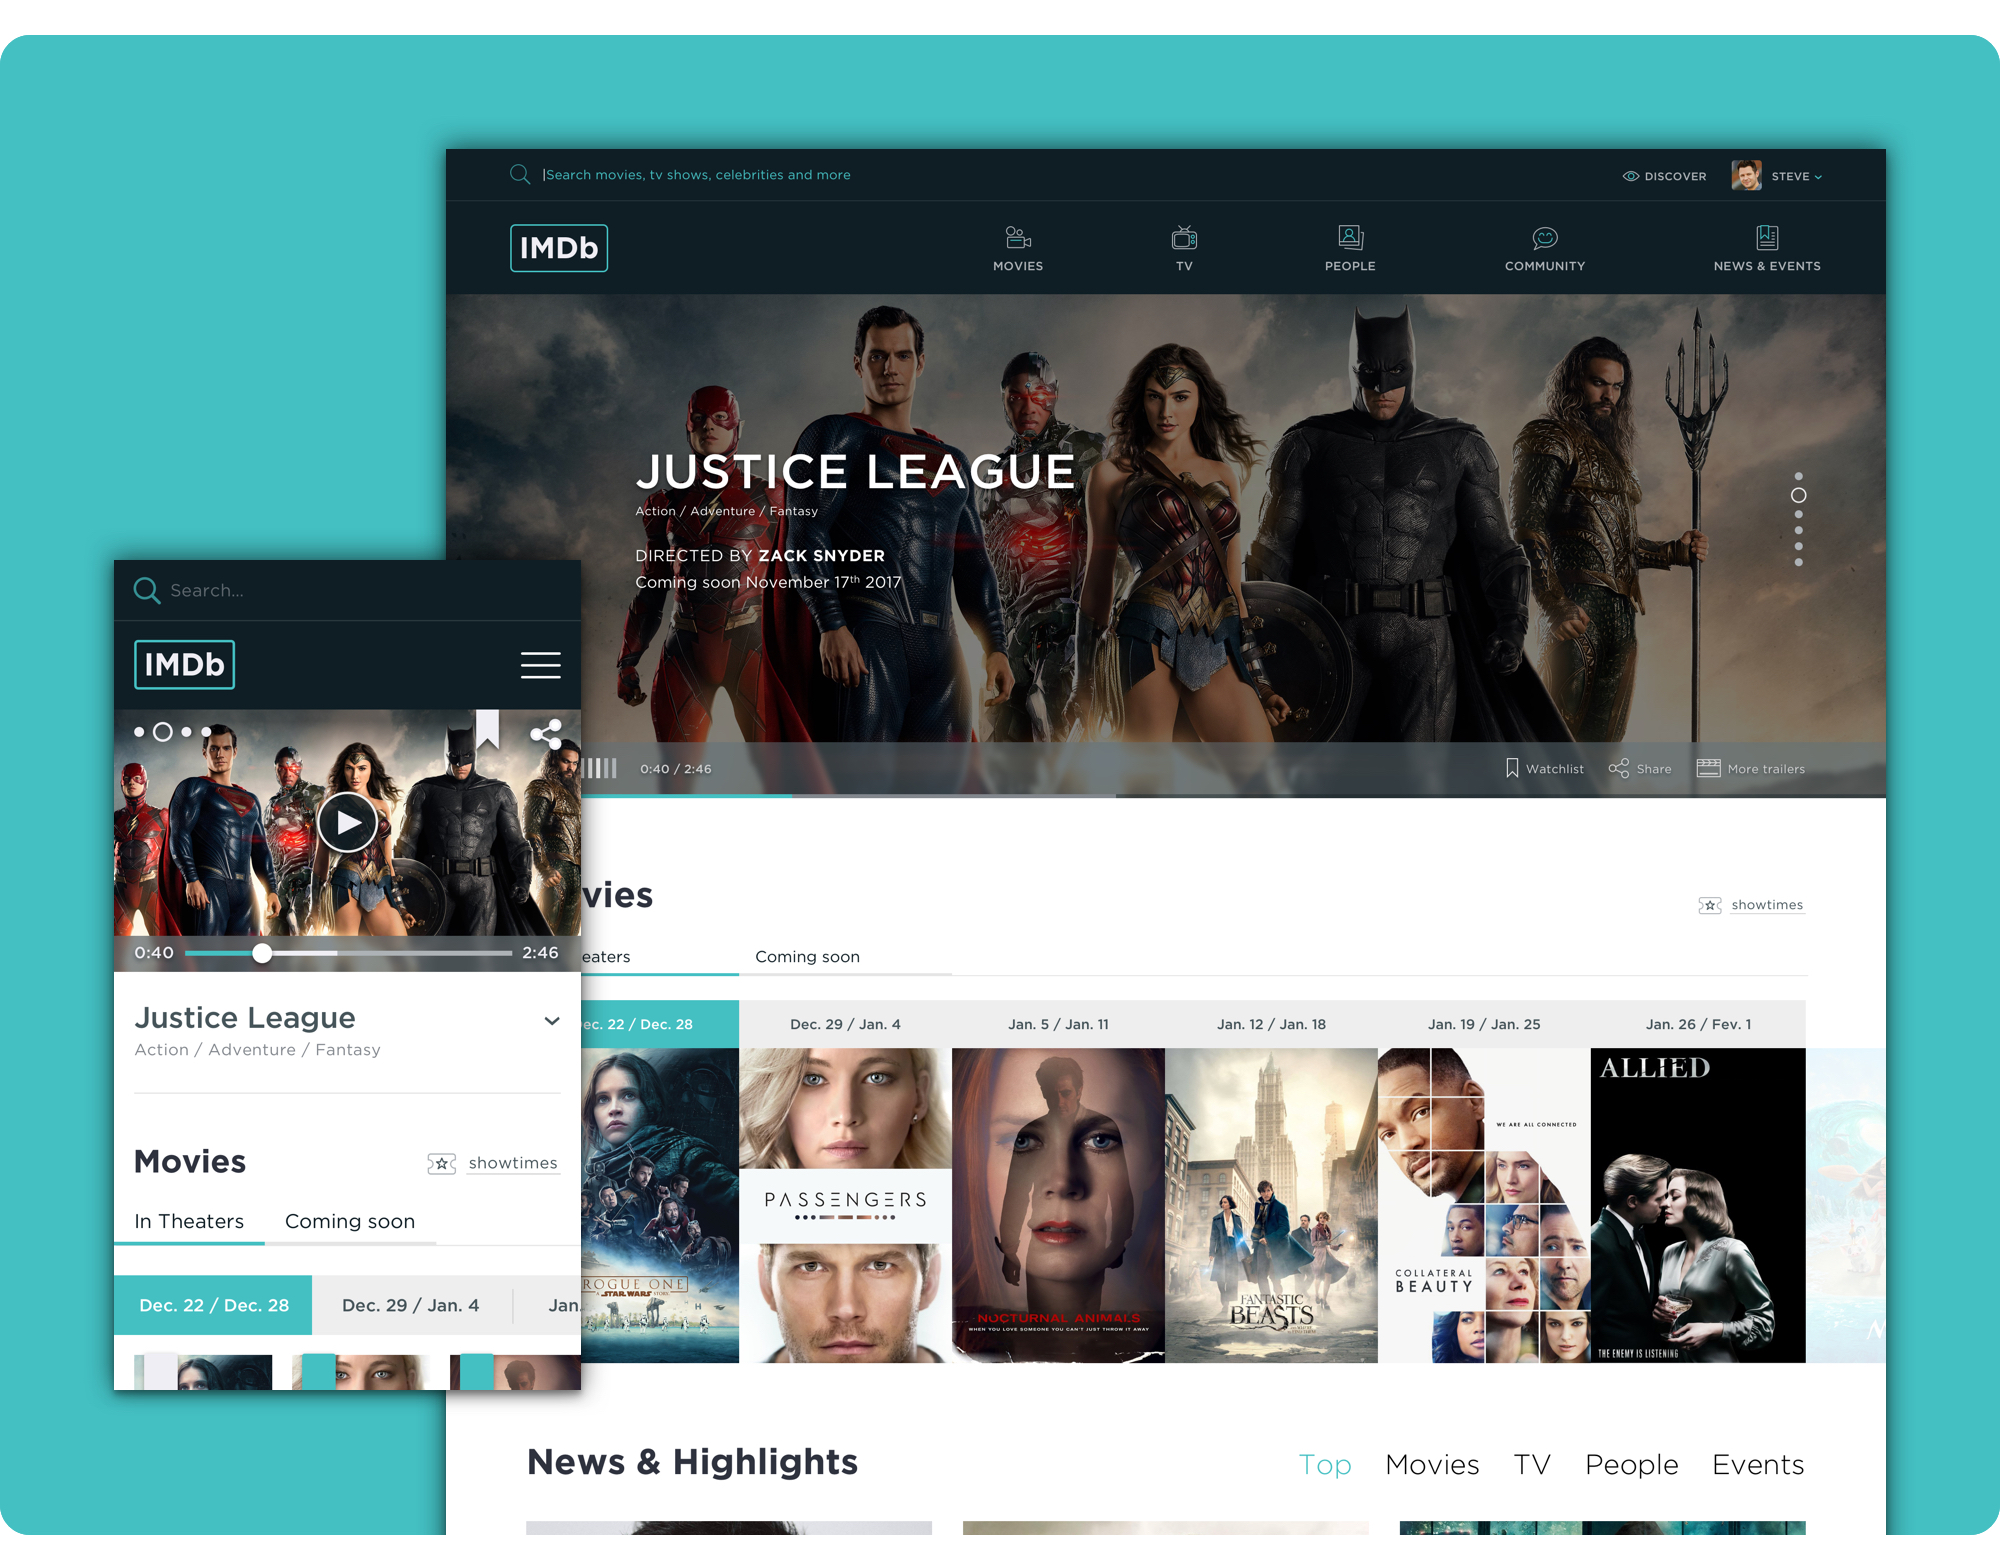 Search movies, tv shows, celebrities and more
DISCOVER
STEVE
IMDb
MOVIES
TV
PEOPLE
COMMUNITY
NEWS & EVENTS
JUSTICE LEAGUE
Action / Adventure / Fantasy
DIRECTED BY ZACK SNYDER
Coming soon November 17th 2017
0:40 / 2:46
Watchlist
Share
More trailers
vies
showtimes
eaters
Coming soon
ec. 22 / Dec. 28
Dec. 29 / Jan. 4
Jan. 5 / Jan. 11
Jan. 12 / Jan. 18
Jan. 19 / Jan. 25
Jan. 26 / Fev. 1
ROGUE ONE
A STAR WARS STORY
PASSENGERS
NOCTURNAL ANIMALS
WHEN YOU LOVE SOMEONE YOU CAN'T JUST THROW IT AWAY
FANTASTIC
BEASTS
WE ARE ALL CONNECTED
COLLATERAL
BEAUTY
ALLIED
THE ENEMY IS LISTENING
News & Highlights
Top
Movies
TV
People
Events
Search...
IMDb
0:40
2:46
Justice League
Action / Adventure / Fantasy
Movies
showtimes
In Theaters
Coming soon
Dec. 22 / Dec. 28
Dec. 29 / Jan. 4
Jan.